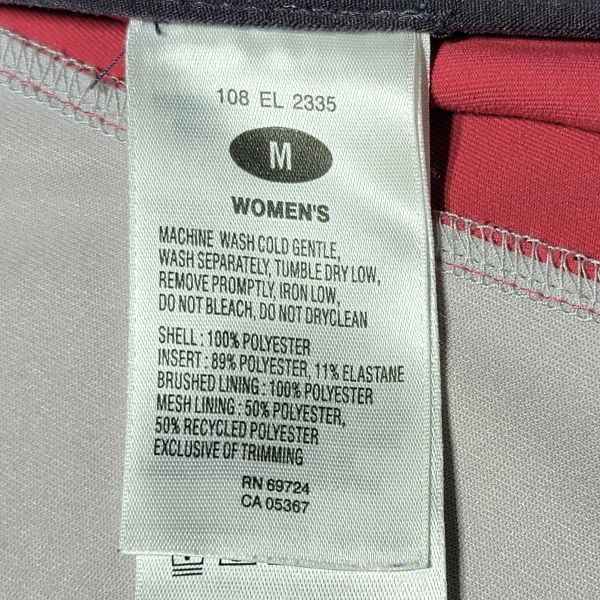 108 EL 2335
M
WOMEN'S
MACHINE WASH COLD GENTLE,
WASH SEPARATELY, TUMBLE DRY LOW,
REMOVE PROMPTLY, IRON LOW,
DO NOT BLEACH, DO NOT DRYCLEAN
SHELL : 100% POLYESTER
INSERT : 89% POLYESTER, 11% ELASTANE
BRUSHED LINING : 100% POLYESTER
MESH LINING : 50% POLYESTER,
50% RECYCLED POLYESTER
EXCLUSIVE OF TRIMMING
RN 69724
CA 05367